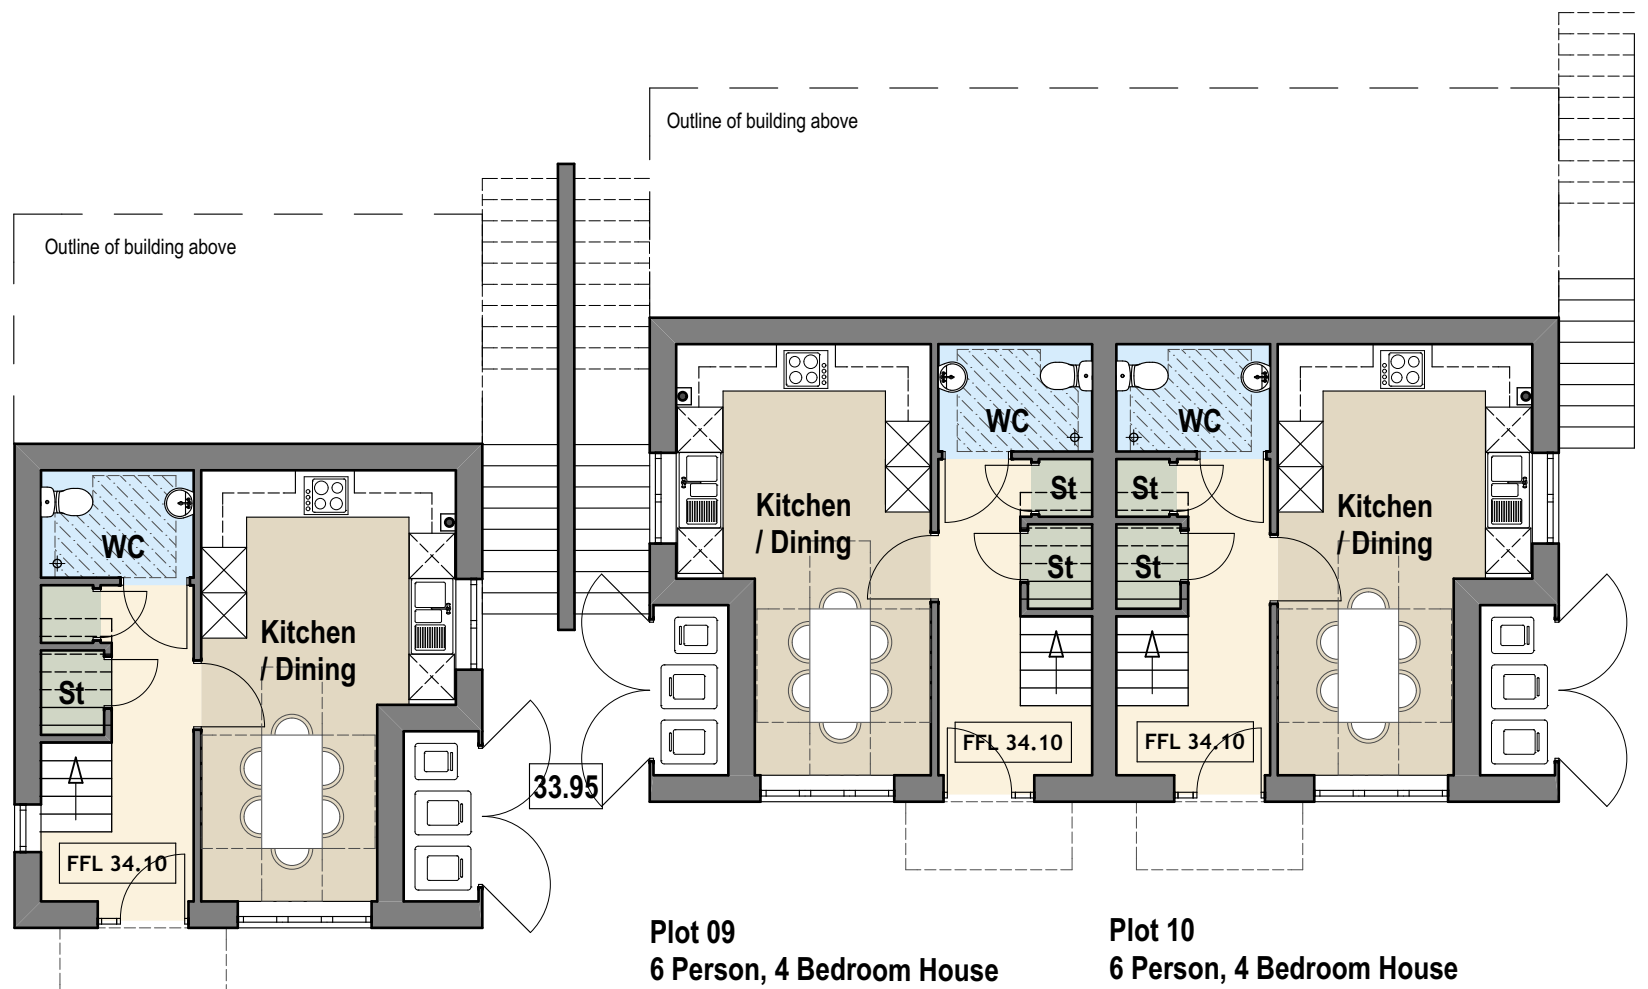 Outline of building above
Outline of building above
WC
Kitchen
/ Dining
St
FFL 34.10
33.95
Kitchen
/ Dining
WC
St
St
FFL 34.10
WC
St
St
FFL 34.10
Kitchen
/ Dining
Plot 09
6 Person, 4 Bedroom House
Plot 10
6 Person, 4 Bedroom House